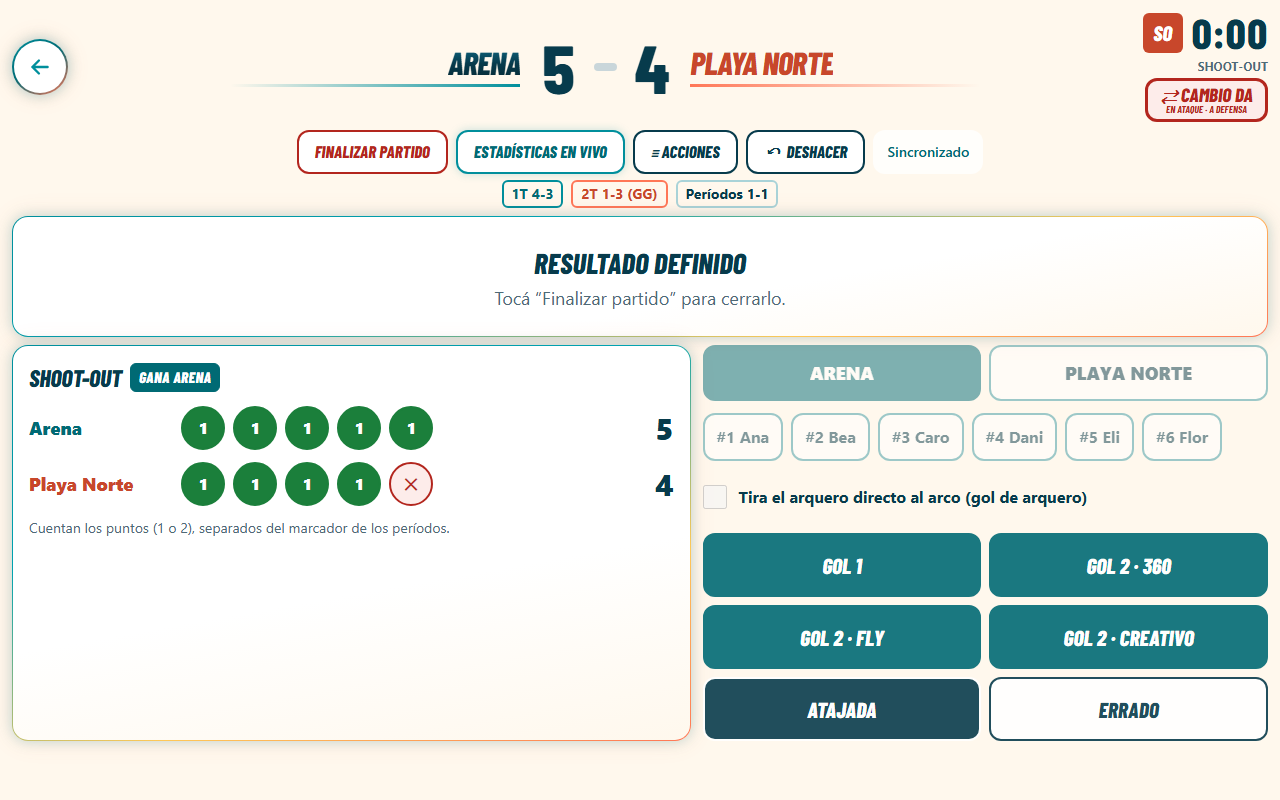 ARENA 5 – 4 PLAYA NORTE
SO 0:00
SHOOT-OUT
CAMBIO DA
EN ATAQUE · A DEFENSA
FINALIZAR PARTIDO
ESTADÍSTICAS EN VIVO
≡ ACCIONES
DESHACER
Sincronizado
1T 4-3
2T 1-3 (GG)
Períodos 1-1
RESULTADO DEFINIDO
Tocá “Finalizar partido” para cerrarlo.
SHOOT-OUT GANA ARENA
Arena 1 1 1 1 1 5
Playa Norte 1 1 1 1 × 4
Cuentan los puntos (1 o 2), separados del marcador de los períodos.
ARENA
PLAYA NORTE
#1 Ana
#2 Bea
#3 Caro
#4 Dani
#5 Eli
#6 Flor
Tira el arquero directo al arco (gol de arquero)
GOL 1
GOL 2 · 360
GOL 2 · FLY
GOL 2 · CREATIVO
ATAJADA
ERRADO